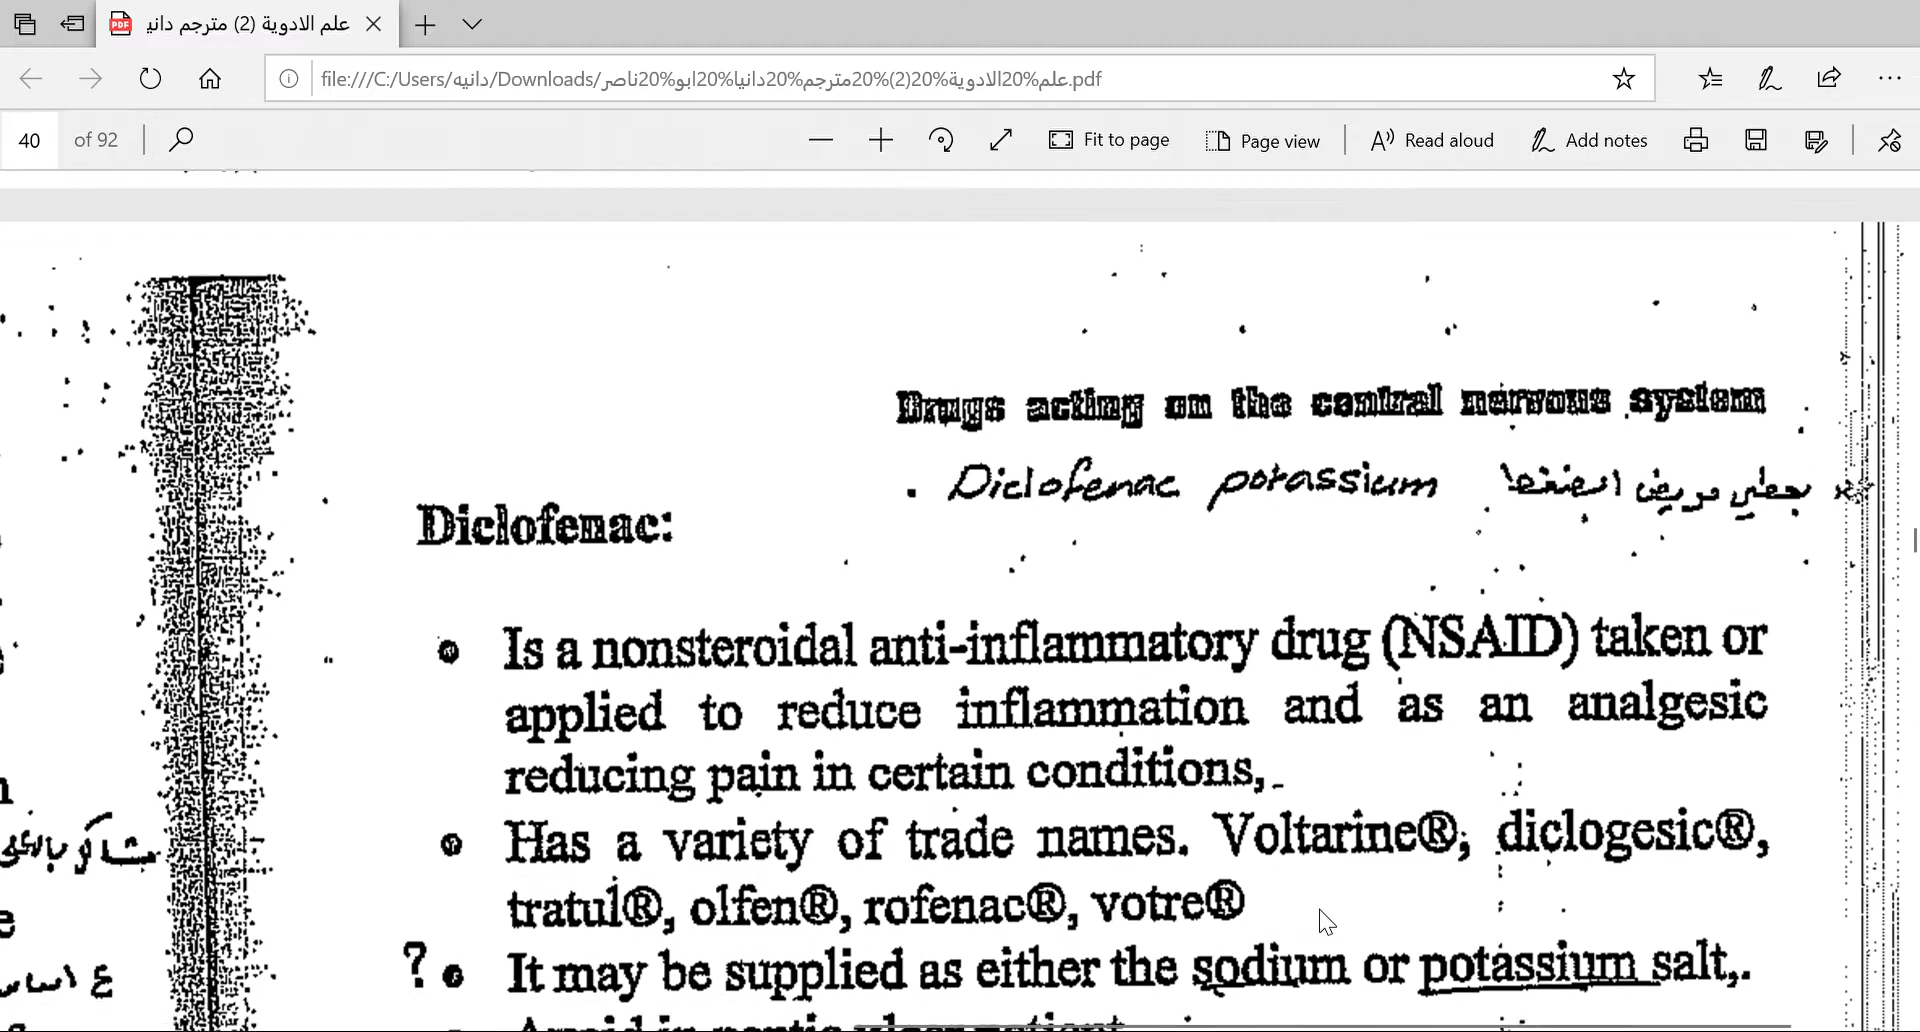 علم الادوية (2) مترجم داني
file:///C:/Users/دانيه/Downloads/علم%20الادوية%20(2)%20مترجم%20دانيا%20ابو%20ناصر.pdf
40 of 92 Fit to page Page view Read aloud Add notes
Drugs acting on the central nervous system
يعطي مريض الضغط Diclofenac potassium .
Diclofenac:
Is a nonsteroidal anti-inflammatory drug (NSAID) taken or
applied to reduce inflammation and as an analgesic
reducing pain in certain conditions,
Has a variety of trade names. Voltarine®, diclogesic®,
tratul®, olfen®, rofenac®, votre®
? It may be supplied as either the sodium or potassium salt,.